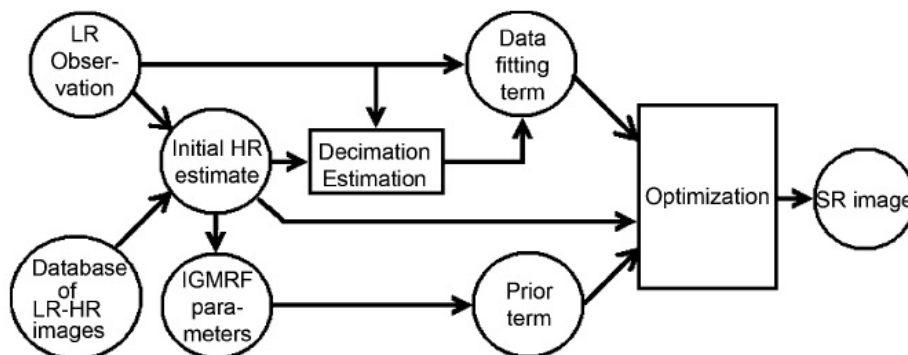 LR
Obser-
vation
Data
fitting
term
Initial HR
estimate
Decimation
Estimation
Optimization
SR image
Database
of
LR-HR
images
IGMRF
para-
meters
Prior
term